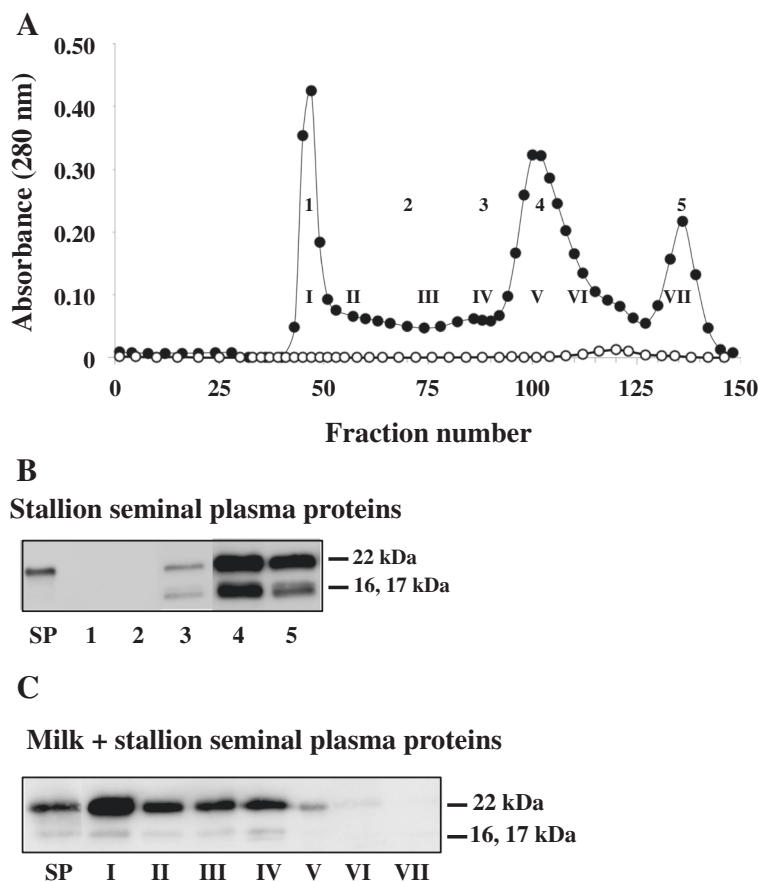 A
Absorbance (280 nm)
0.50
0.40
0.30
0.20
0.10
0
1 2 3 4 5
I II III IV V VI VII
0 25 50 75 100 125 150
Fraction number
B
Stallion seminal plasma proteins
22 kDa
16, 17 kDa
SP 1 2 3 4 5
C
Milk + stallion seminal plasma proteins
22 kDa
16, 17 kDa
SP I II III IV V VI VII